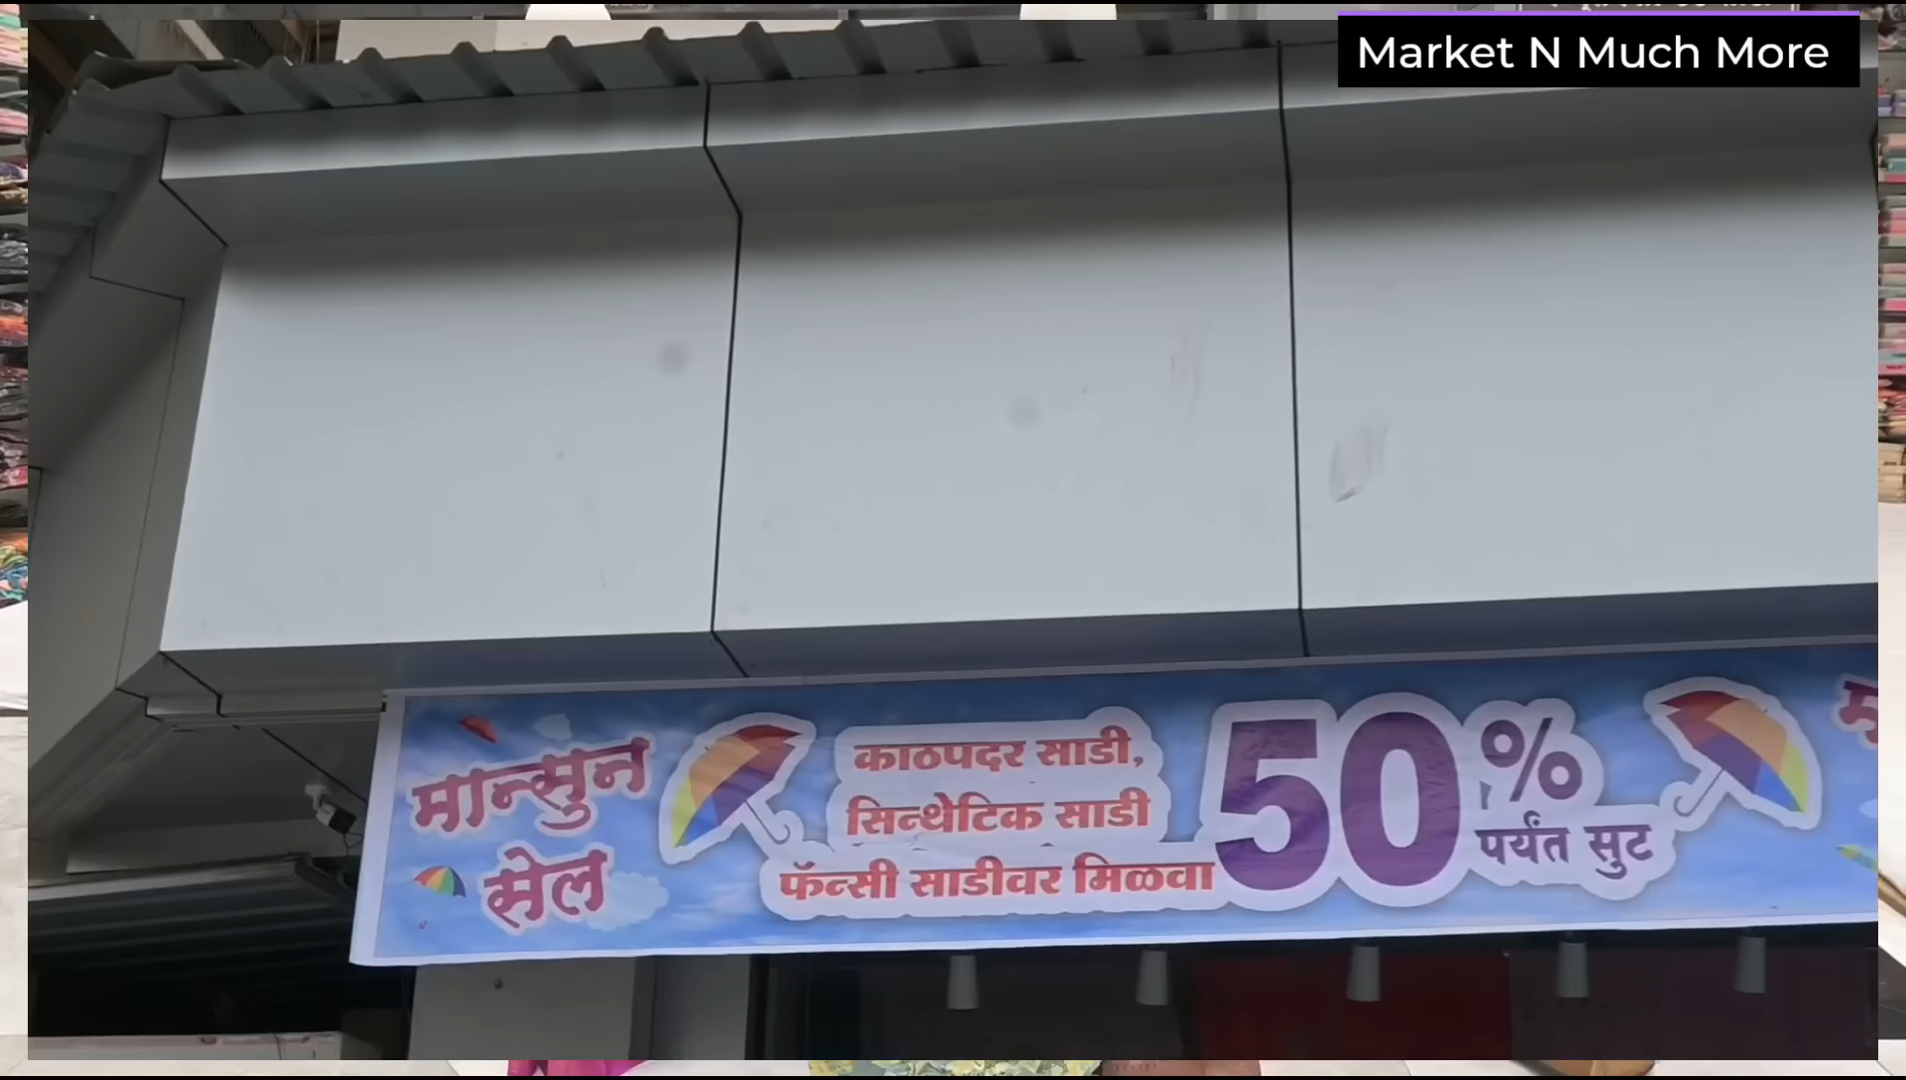 Market N Much More
मान्सुन
सेल
काठपदर साडी,
सिन्थेटिक साडी
फॅन्सी साडीवर मिळवा
50%
पर्यंत सुट